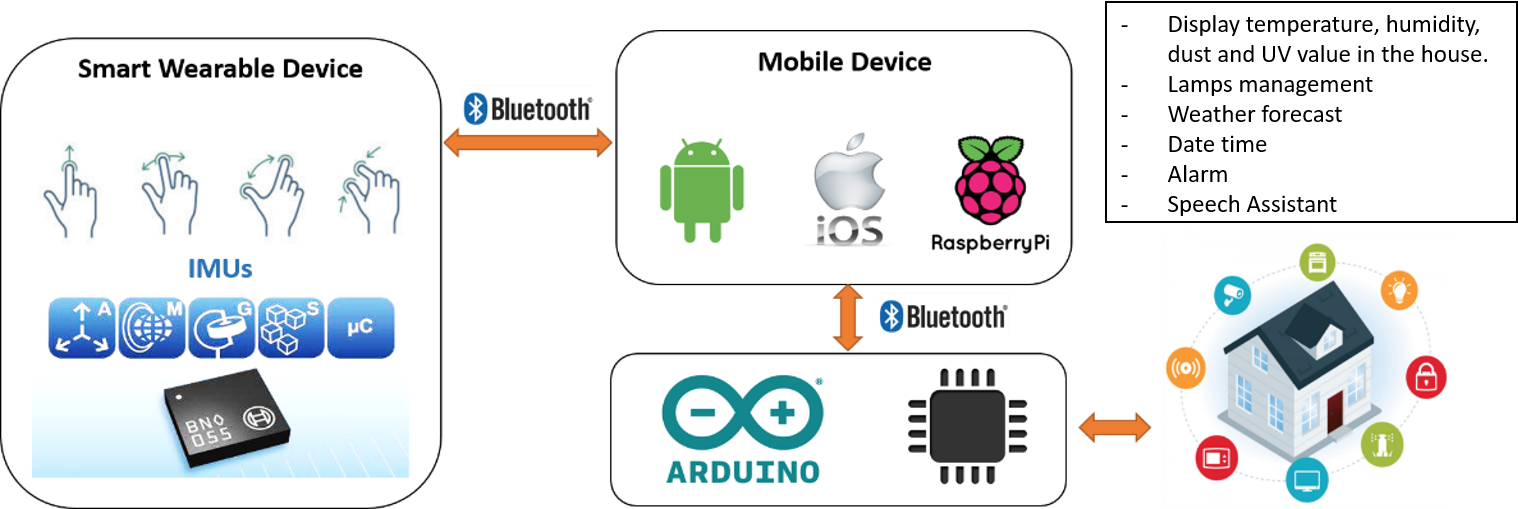 Smart Wearable Device
IMUs
A
M
G
S
µC
BNO
055
Bluetooth®
Mobile Device
iOS
RaspberryPi
Bluetooth®
ARDUINO
®
- Display temperature, humidity,
dust and UV value in the house.
- Lamps management
- Weather forecast
- Date time
- Alarm
- Speech Assistant